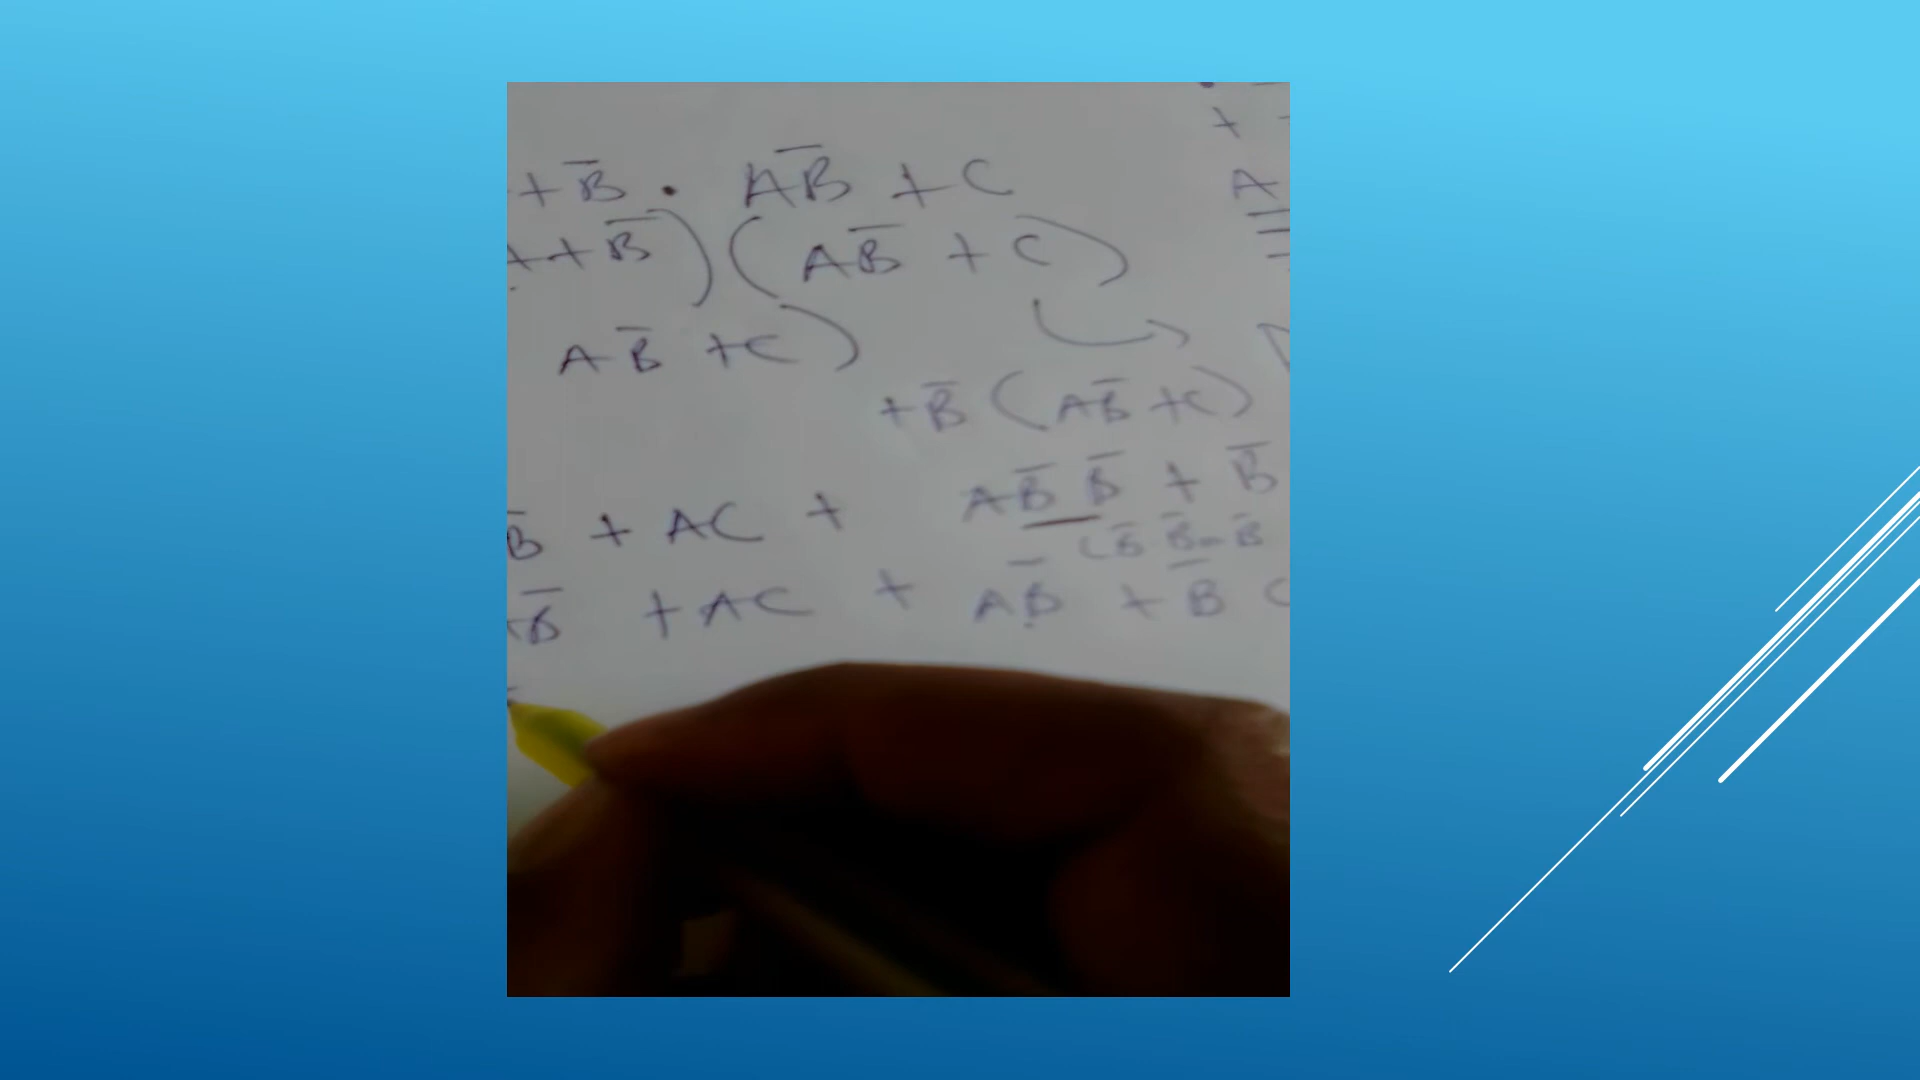 + B̅ . AB̅ + C
+ B̅ ) ( AB̅ + C )
AB̅ + C )
+ B̅ ( AB̅ + C )
B̅ + AC + AB̅ B̅ + B̅
( B̅ B̅ = B̅
B̅ + AC + AB̅ + B̅ C
+
A